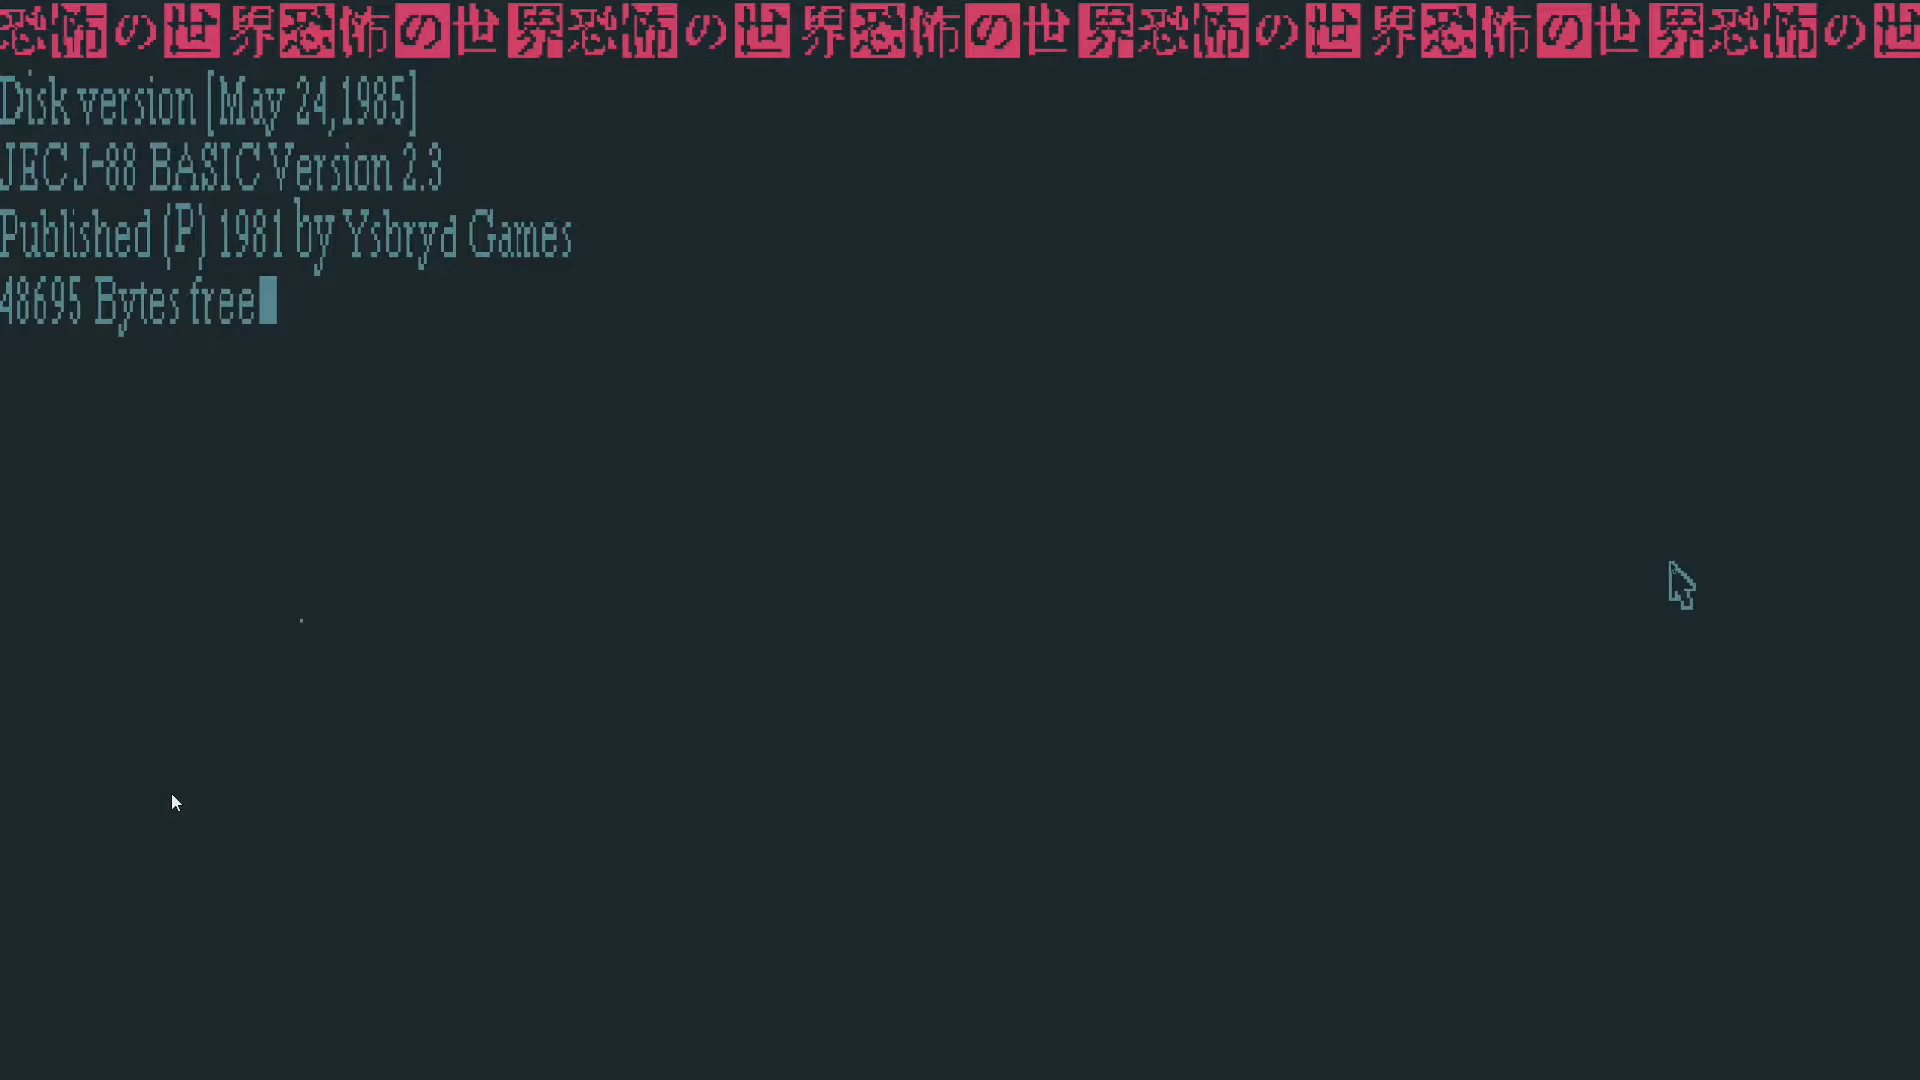 恐怖の世界恐怖の世界恐怖の世界恐怖の世界恐怖の世界恐怖の世界恐怖の世
Disk version [May 24,1985]
JECJ-88 BASIC Version 2.3
Published (P) 1981 by Ysbryd Games
48695 Bytes free